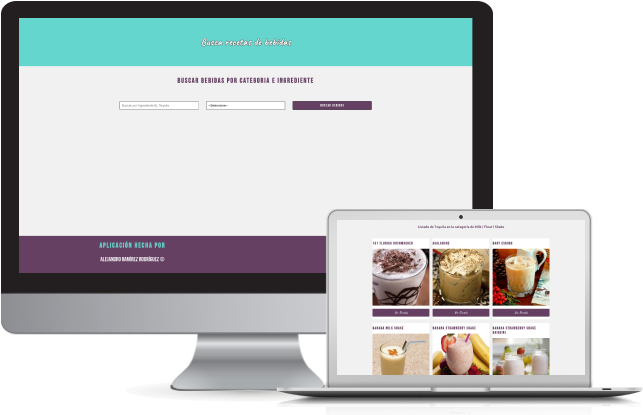 Busca recetas de bebidas
BUSCAR BEBIDAS POR CATEGORIA E INGREDIENTE
Buscar por Ingrediente: Ej. Tequila
- Selecciona -
BUSCAR BEBIDAS
APLICACIÓN HECHA POR
ALEJANDRO RAMÍREZ RODRÍGUEZ ©
Listado de Tequila en la categoría de Milk / Float / Shake
151 FLORIDA BUSHWACKER
AVALANCHE
BABY ESKIMO
Ver Receta
Ver Receta
Ver Receta
BANANA MILK SHAKE
BANANA STRAWBERRY SHAKE
BANANA STRAWBERRY SHAKE
DAIQUIRI